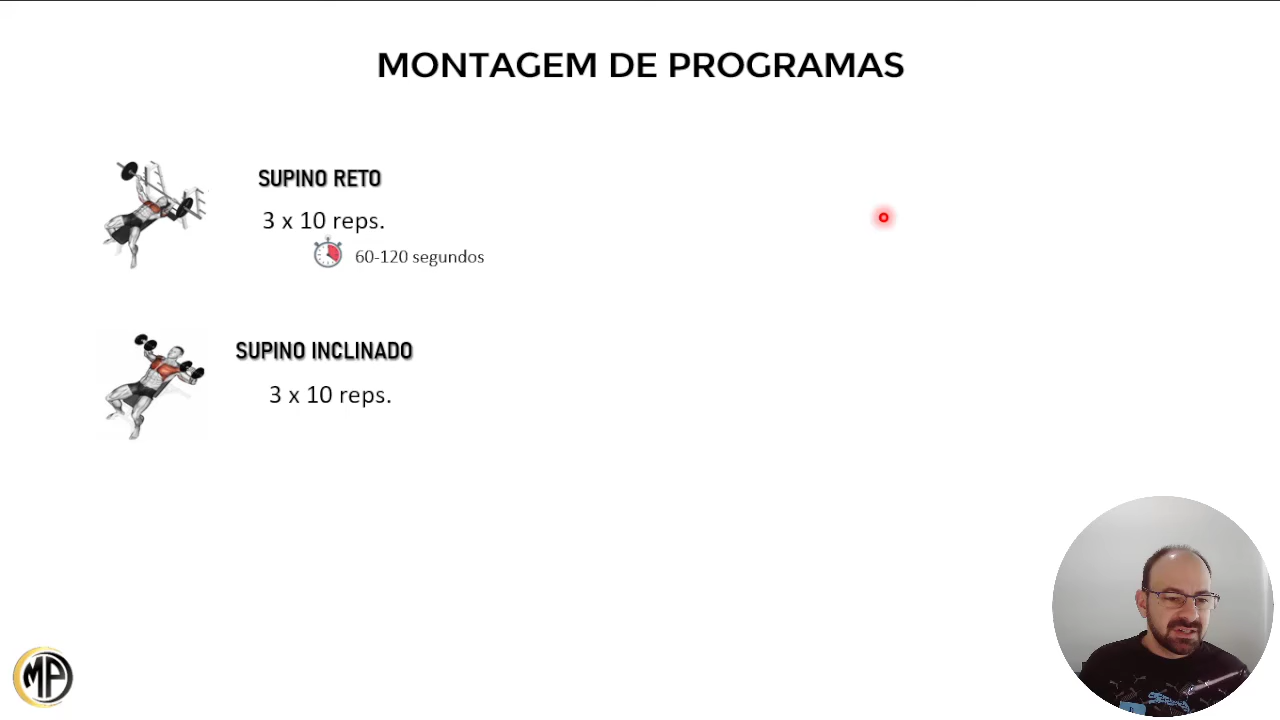 MONTAGEM DE PROGRAMAS
SUPINO RETO
3 x 10 reps.
60-120 segundos
SUPINO INCLINADO
3 x 10 reps.
MP